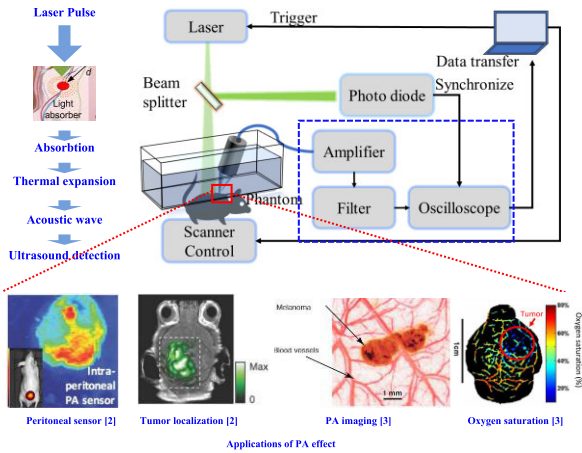 Laser Pulse
d
Light
absorber
Absorbtion
Thermal expansion
Acoustic wave
Ultrasound detection
Laser
Trigger
Beam
splitter
Photo diode
Data transfer
Synchronize
Amplifier
Filter
Oscilloscope
Phantom
Scanner
Control
Intra-
peritoneal
PA sensor
Max
0
Melanoma
Blood vessels
1 mm
1cm
Tumor
80%
60%
40%
20%
Oxygen saturation (%)
Peritoneal sensor [2]
Tumor localization [2]
PA imaging [3]
Oxygen saturation [3]
Applications of PA effect